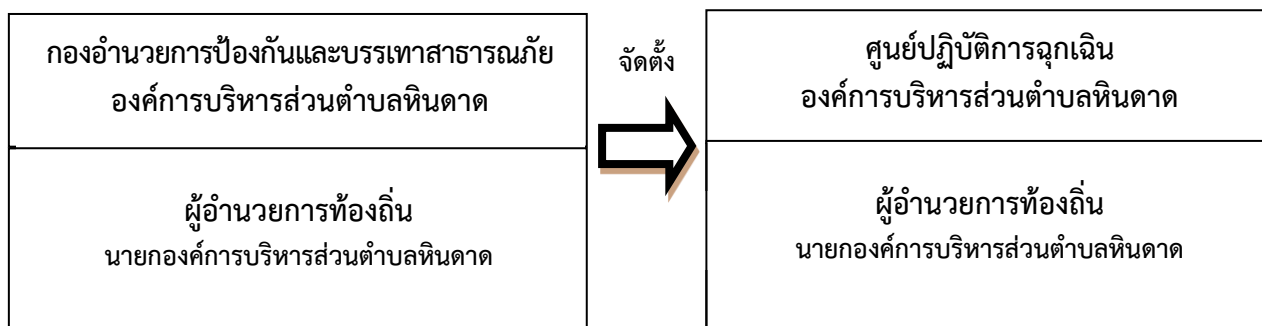 กองอำนวยการป้องกันและบรรเทาสาธารณภัย
องค์การบริหารส่วนตำบลหินดาด
ผู้อำนวยการท้องถิ่น
นายกองค์การบริหารส่วนตำบลหินดาด
จัดตั้ง
ศูนย์ปฏิบัติการฉุกเฉิน
องค์การบริหารส่วนตำบลหินดาด
ผู้อำนวยการท้องถิ่น
นายกองค์การบริหารส่วนตำบลหินดาด